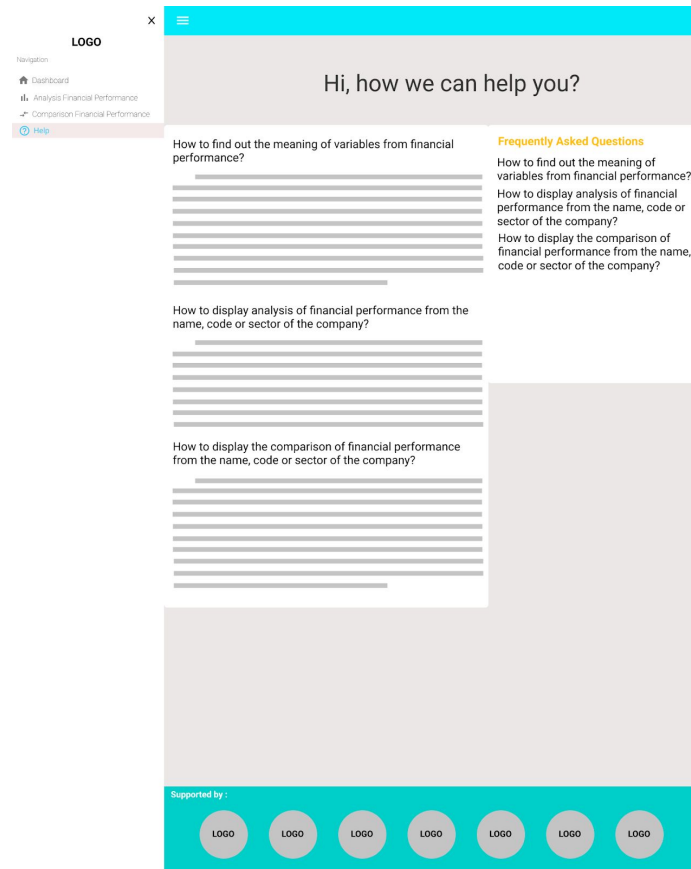 X
LOGO
Navigation
Dashboard
Analysis Financial Performance
Comparison Financial Performance
Help
Hi, how we can help you?
How to find out the meaning of variables from financial
performance?
How to display analysis of financial performance from the
name, code or sector of the company?
How to display the comparison of financial performance
from the name, code or sector of the company?
Frequently Asked Questions
How to find out the meaning of
variables from financial performance?
How to display analysis of financial
performance from the name, code or
sector of the company?
How to display the comparison of
financial performance from the name,
code or sector of the company?
Supported by :
LOGO LOGO LOGO LOGO LOGO LOGO LOGO